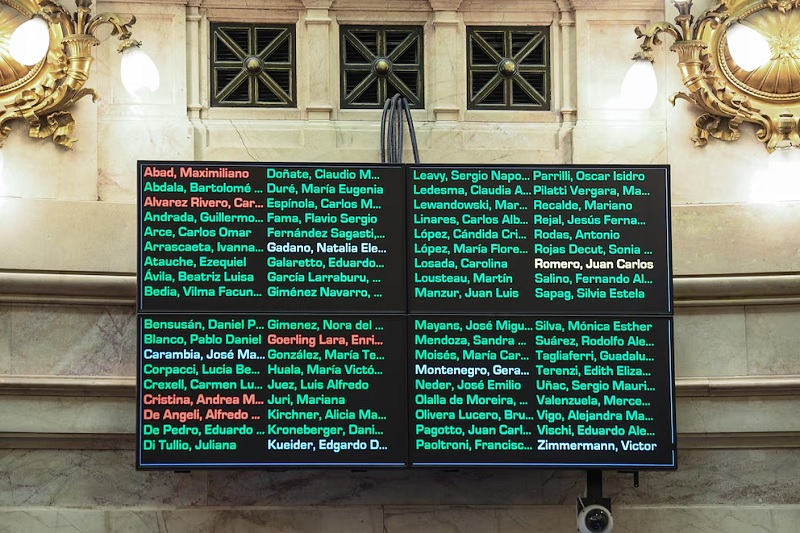 Abad, Maximiliano
Abdala, Bartolomé ...
Alvarez Rivero, Car...
Andrada, Guillermo...
Arce, Carlos Omar
Arrascaeta, Ivanna...
Atauche, Ezequiel
Ávila, Beatriz Luisa
Bedia, Vilma Facun...
Doñate, Claudio M...
Duré, María Eugenia
Espínola, Carlos M...
Fama, Flavio Sergio
Fernández Sagasti,...
Gadano, Natalia Ele...
Galaretto, Eduardo...
García Larraburu, ...
Giménez Navarro, ...
Leavy, Sergio Napo...
Ledesma, Claudia A...
Lewandowski, Mar...
Linares, Carlos Alb...
López, Cándida Cri...
López, María Flore...
Losada, Carolina
Lousteau, Martín
Manzur, Juan Luis
Parrilli, Oscar Isidro
Pilatti Vergara, Ma...
Recalde, Mariano
Rejal, Jesús Ferna...
Rodas, Antonio
Rojas Decut, Sonia ...
Romero, Juan Carlos
Salino, Fernando Al...
Sapag, Silvia Estela
Bensusán, Daniel P...
Blanco, Pablo Daniel
Carambia, José Ma...
Corpacci, Lucia Be...
Crexell, Carmen Lu...
Cristina, Andrea M...
De Angeli, Alfredo ...
De Pedro, Eduardo ...
Di Tullio, Juliana
Gimenez, Nora del ...
Goerling Lara, Enri...
González, María Te...
Huala, María Victó...
Juez, Luis Alfredo
Juri, Mariana
Kirchner, Alicia Ma...
Kroneberger, Dani...
Kueider, Edgardo D...
Mayans, José Migu...
Mendoza, Sandra ...
Moisés, María Car...
Montenegro, Gera...
Neder, José Emilio
Olalla de Moreira, ...
Olivera Lucero, Bru...
Pagotto, Juan Carl...
Paoltroni, Francisc...
Silva, Mónica Esther
Suárez, Rodolfo Ale...
Tagliaferri, Guadalu...
Terenzi, Edith Eliza...
Uñac, Sergio Mauri...
Valenzuela, Merce...
Vigo, Alejandra Ma...
Vischi, Eduardo Ale...
Zimmermann, Victor